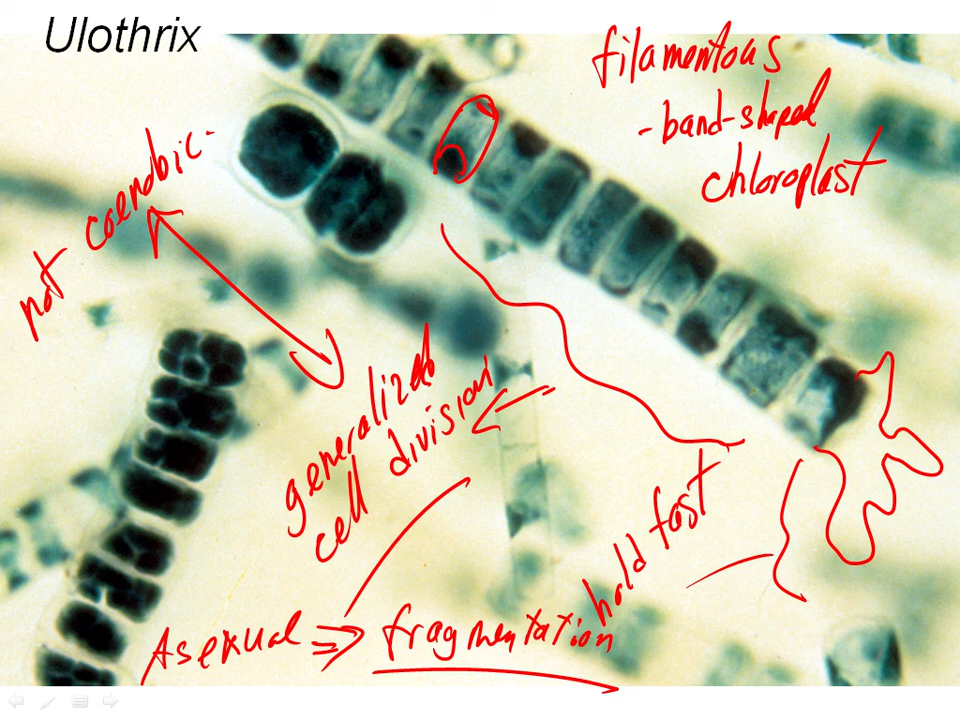 Ulothrix
filamentous
- band-shaped
chloroplast
not coenobic.
generalized
cell division
hold fast
Asexual ⇒ fragmentation